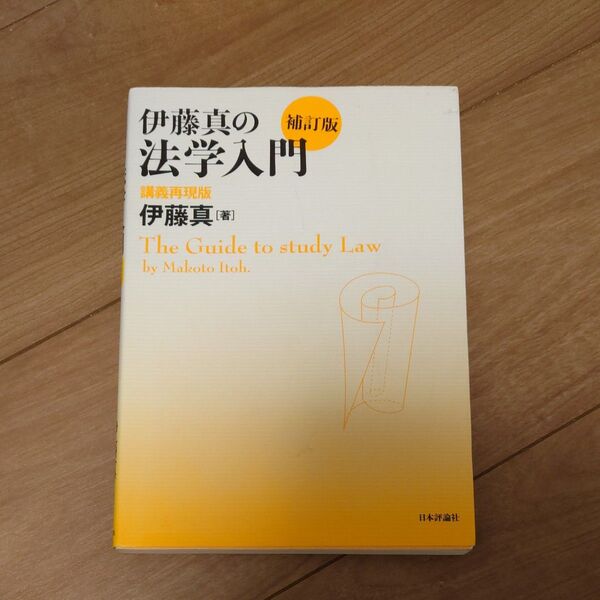 伊藤真の
法学入門
補訂版
講義再現版
伊藤真[著]
The Guide to study Law
by Makoto Itoh.
日本評論社